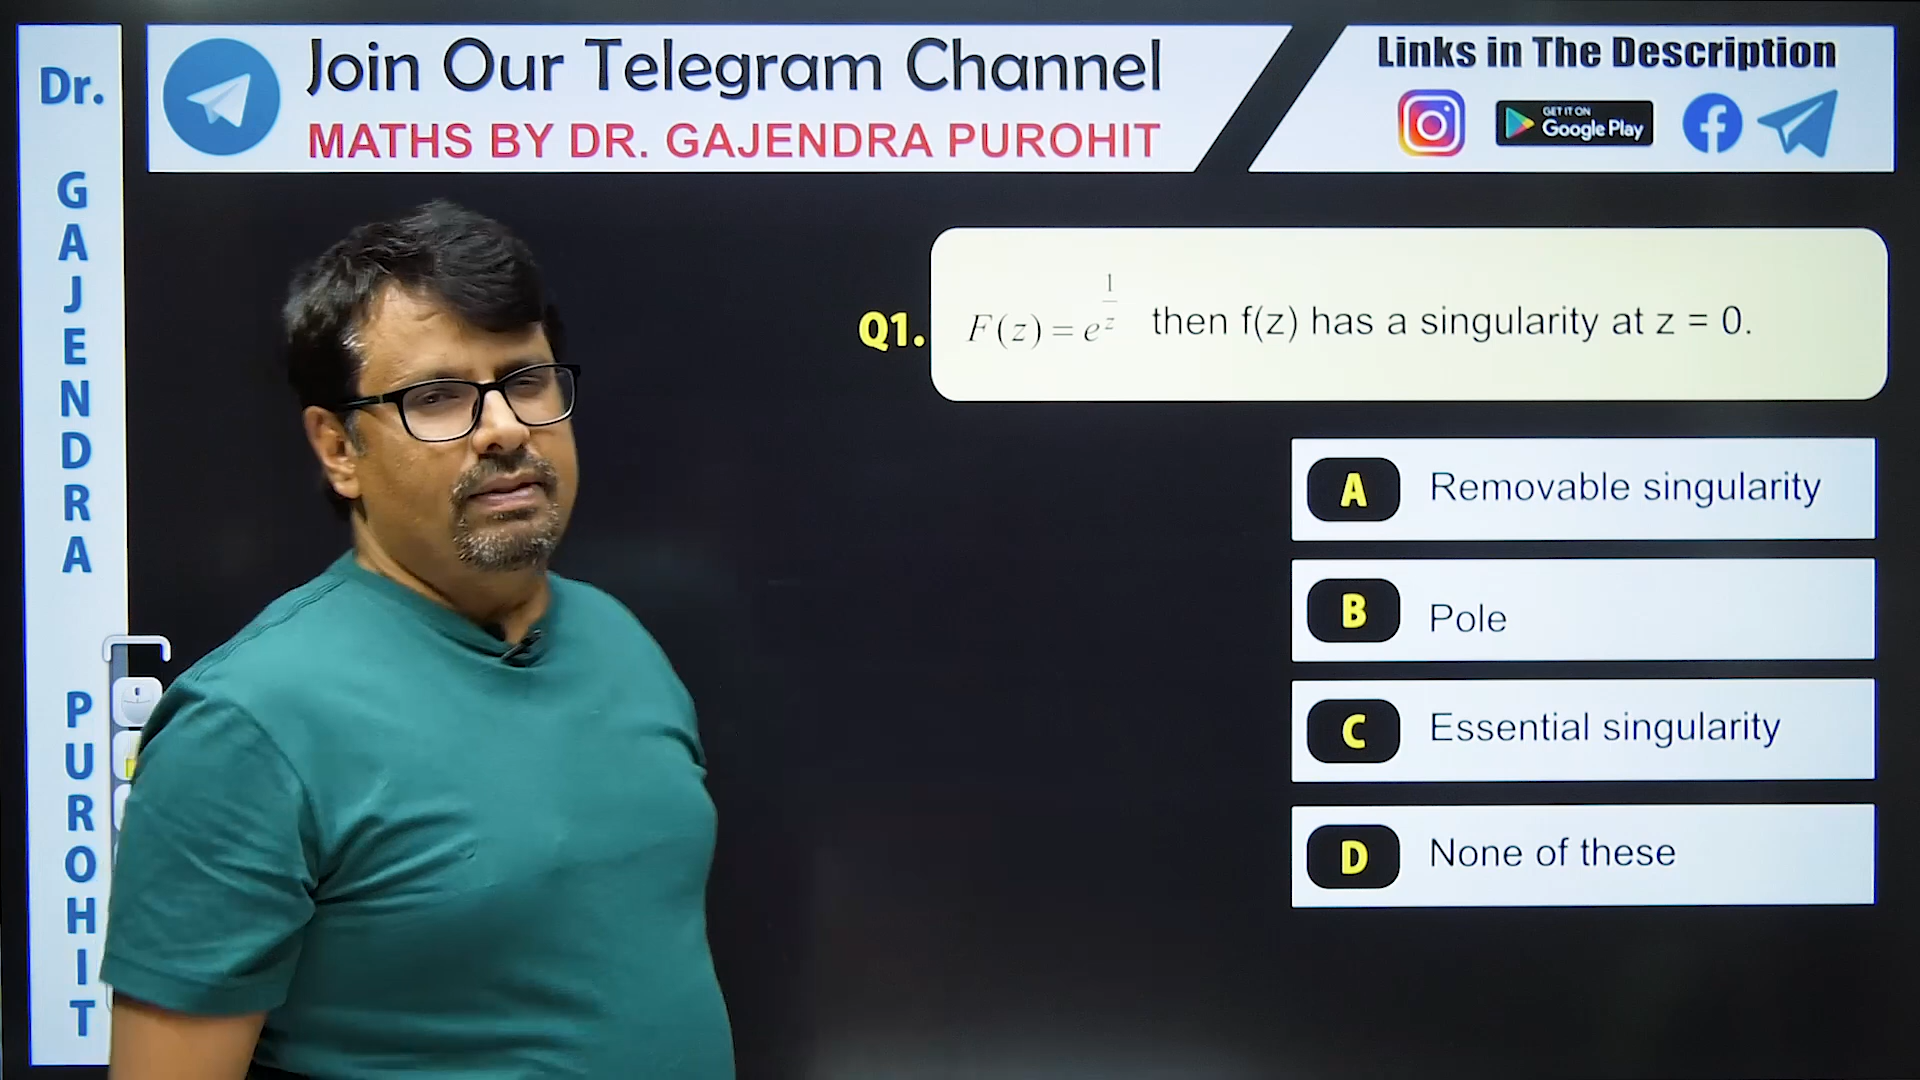 Dr. GAJENDRA PUROHIT
Join Our Telegram Channel
MATHS BY DR. GAJENDRA PUROHIT
Links in The Description
GET IT ON
Google Play
Q1. F(z) = e^{1/z} then f(z) has a singularity at z = 0.
A Removable singularity
B Pole
C Essential singularity
D None of these